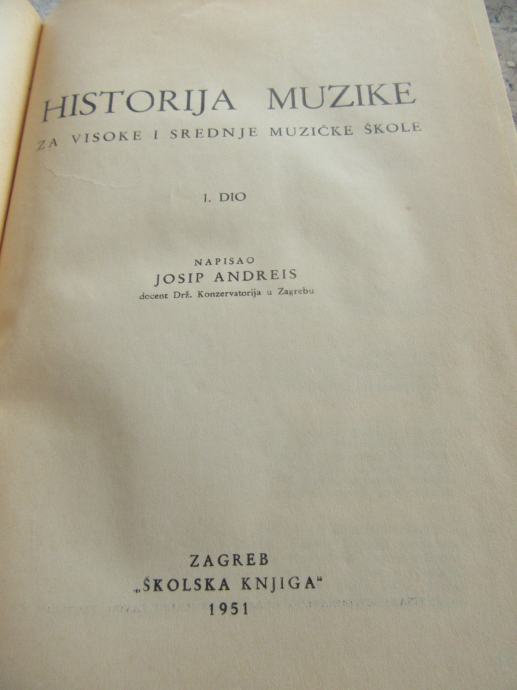 HISTORIJA MUZIKE
ZA VISOKE I SREDNJE MUZIČKE ŠKOLE
I. DIO
NAPISAO
JOSIP ANDREIS
docent Drž. Konzervatorija u Zagrebu
ZAGREB
„ŠKOLSKA KNJIGA“
1951